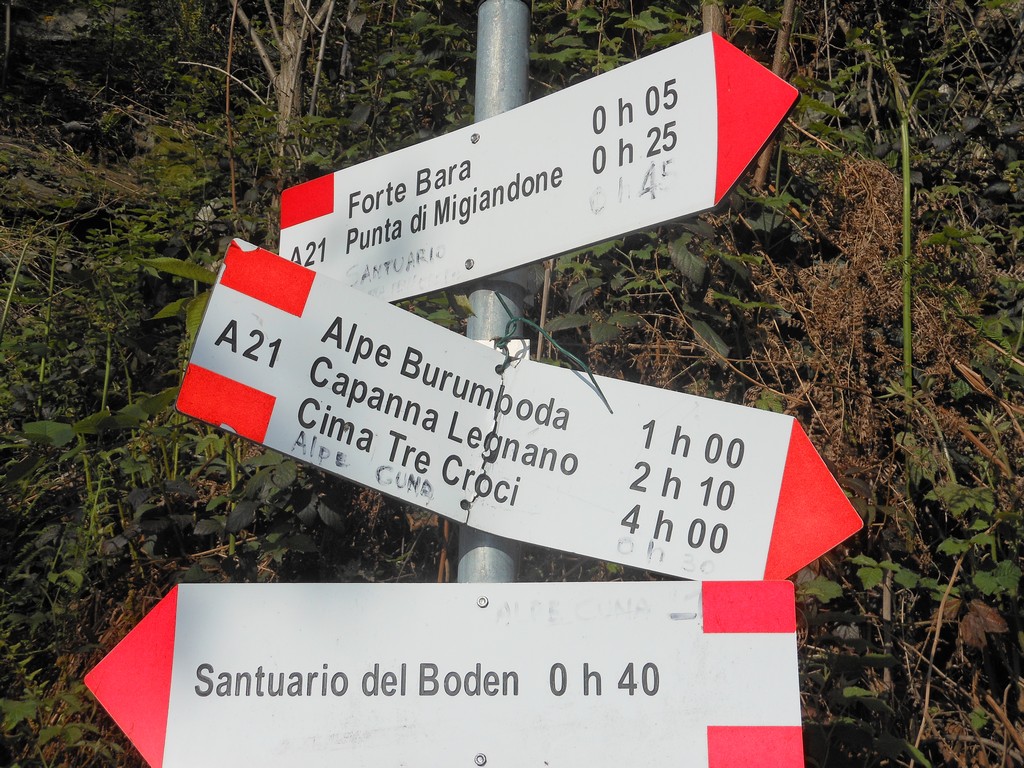 Forte Bara 0 h 05
A21 Punta di Migiandone 0 h 25
SANTUARIO 01.45
A21
Alpe Burumboda 1 h 00
Capanna Legnano 2 h 10
Cima Tre Croci 4 h 00
ALPE CUNA 0 h 30
ALPE CUNA
Santuario del Boden 0 h 40